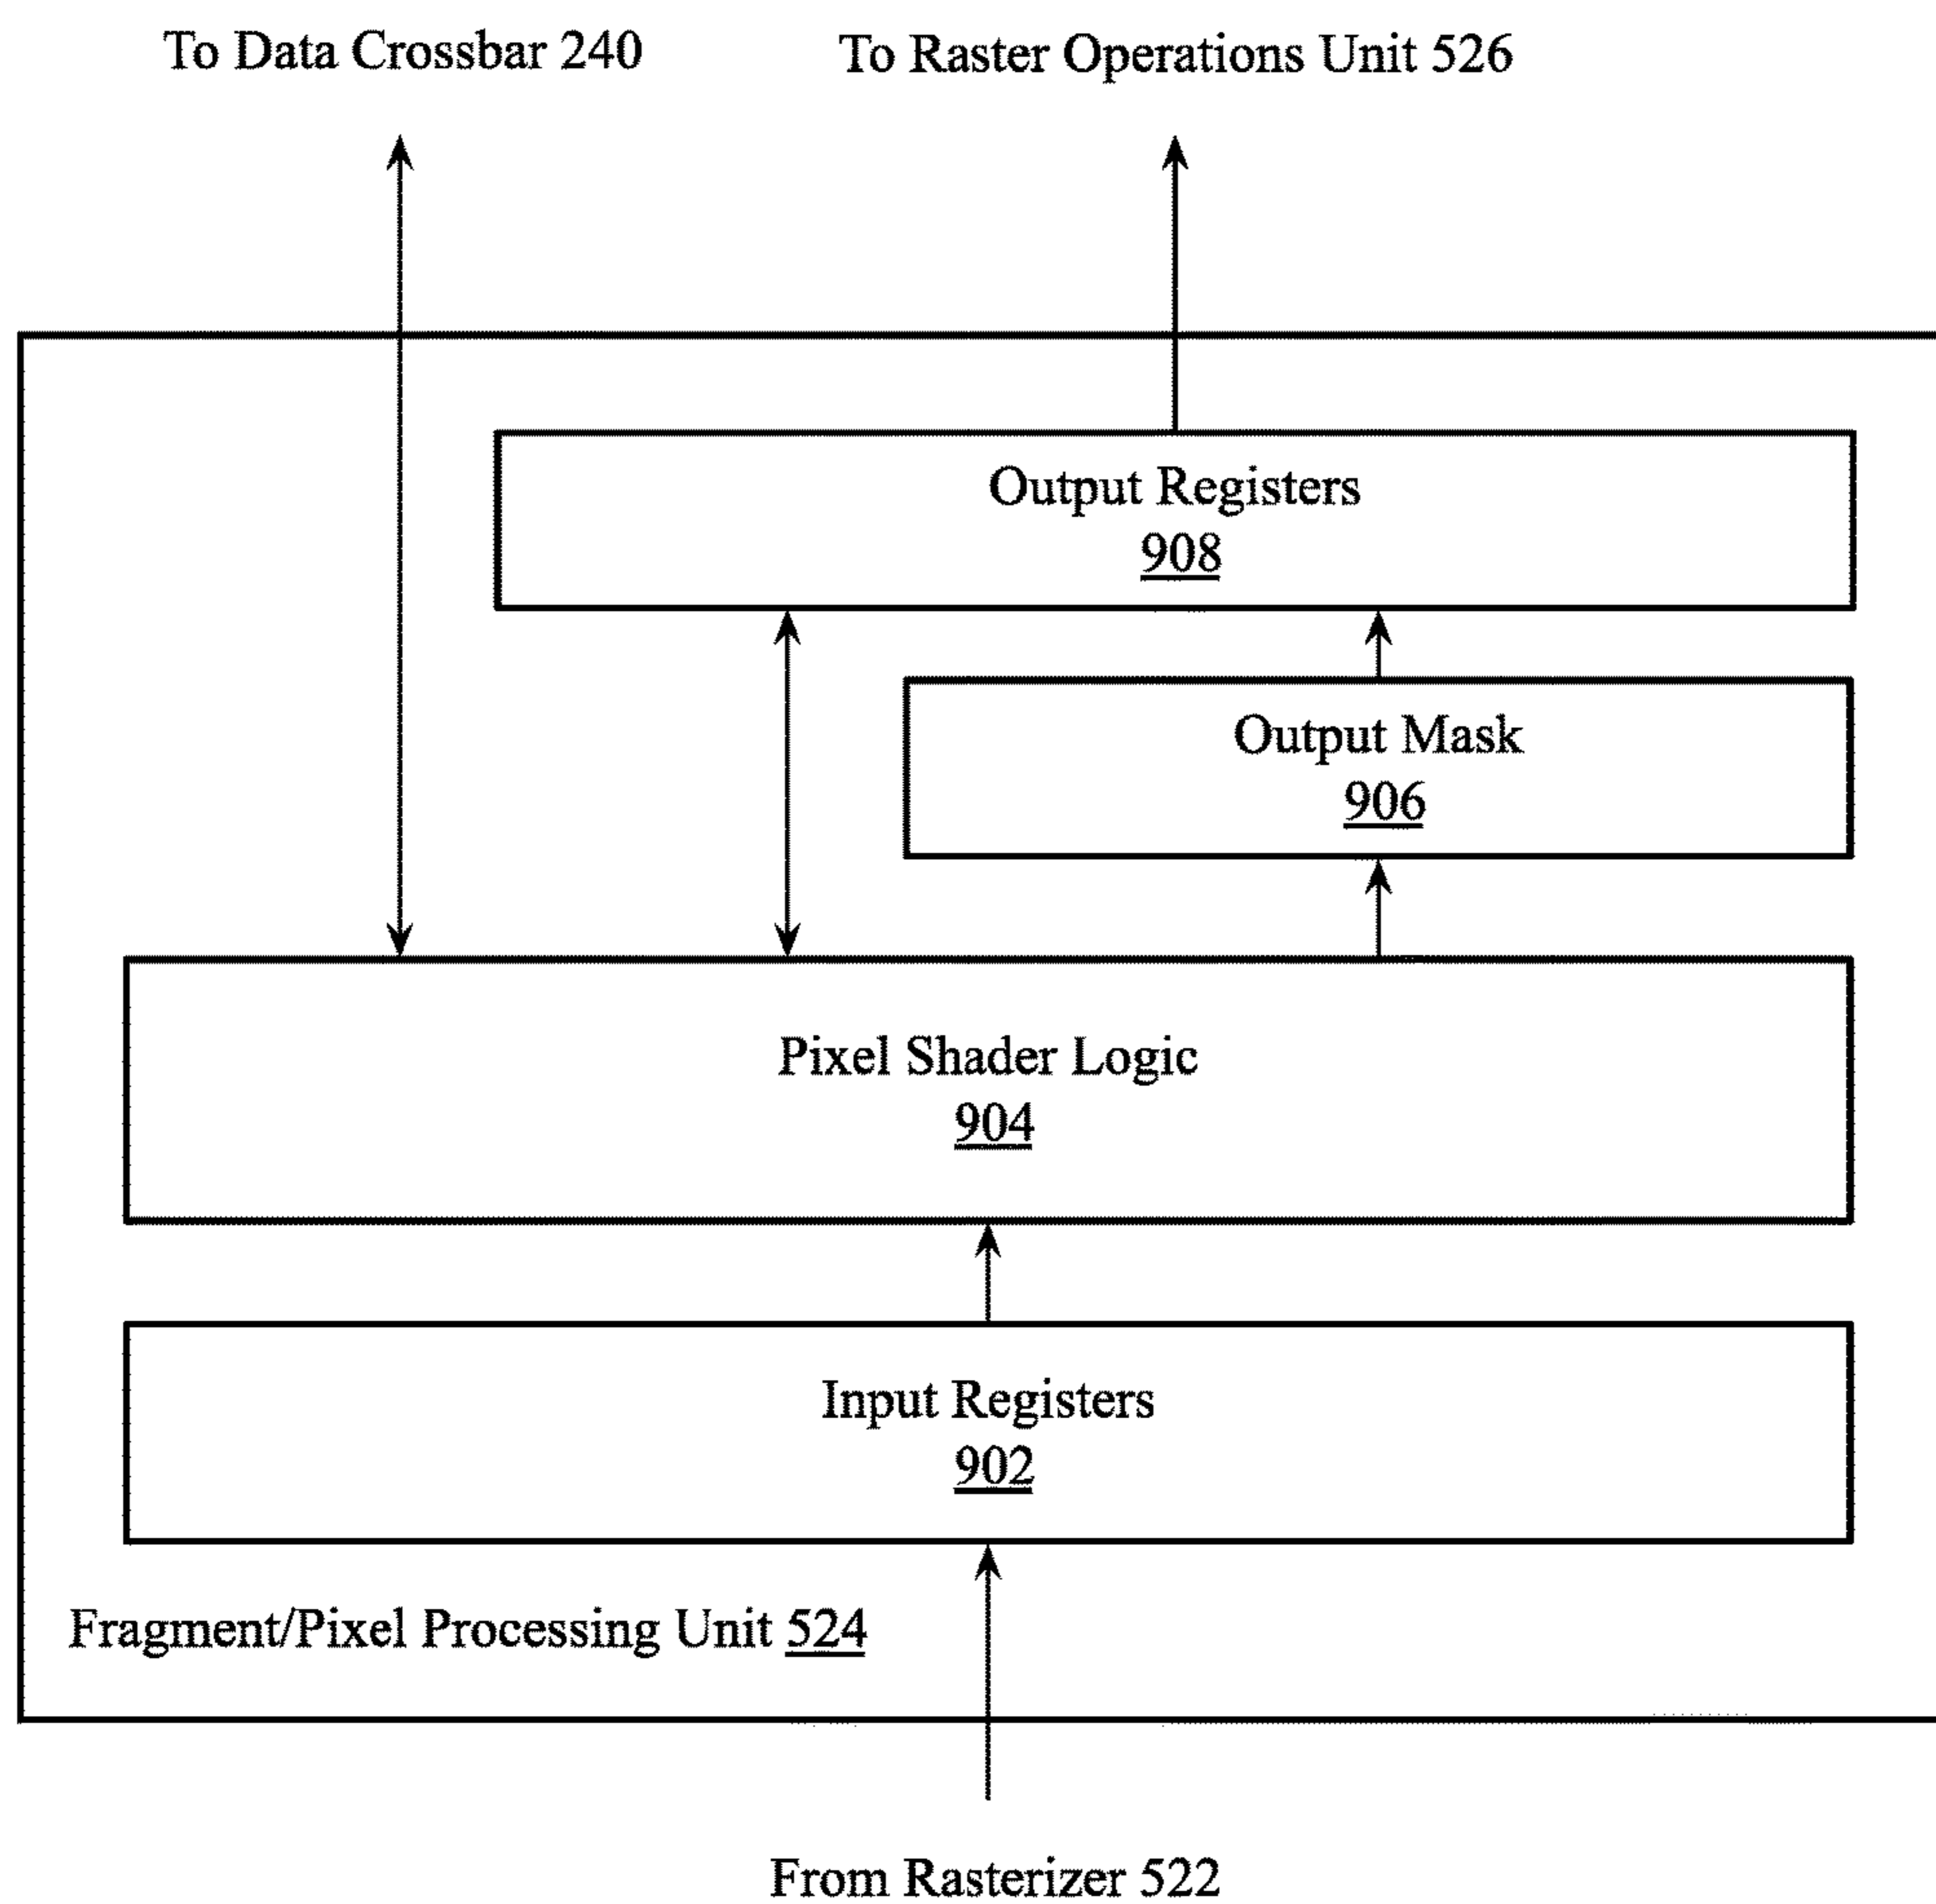 To Data Crossbar 240
To Raster Operations Unit 526
Output Registers
908
Output Mask
906
Pixel Shader Logic
904
Input Registers
902
Fragment/Pixel Processing Unit 524
From Rasterizer 522